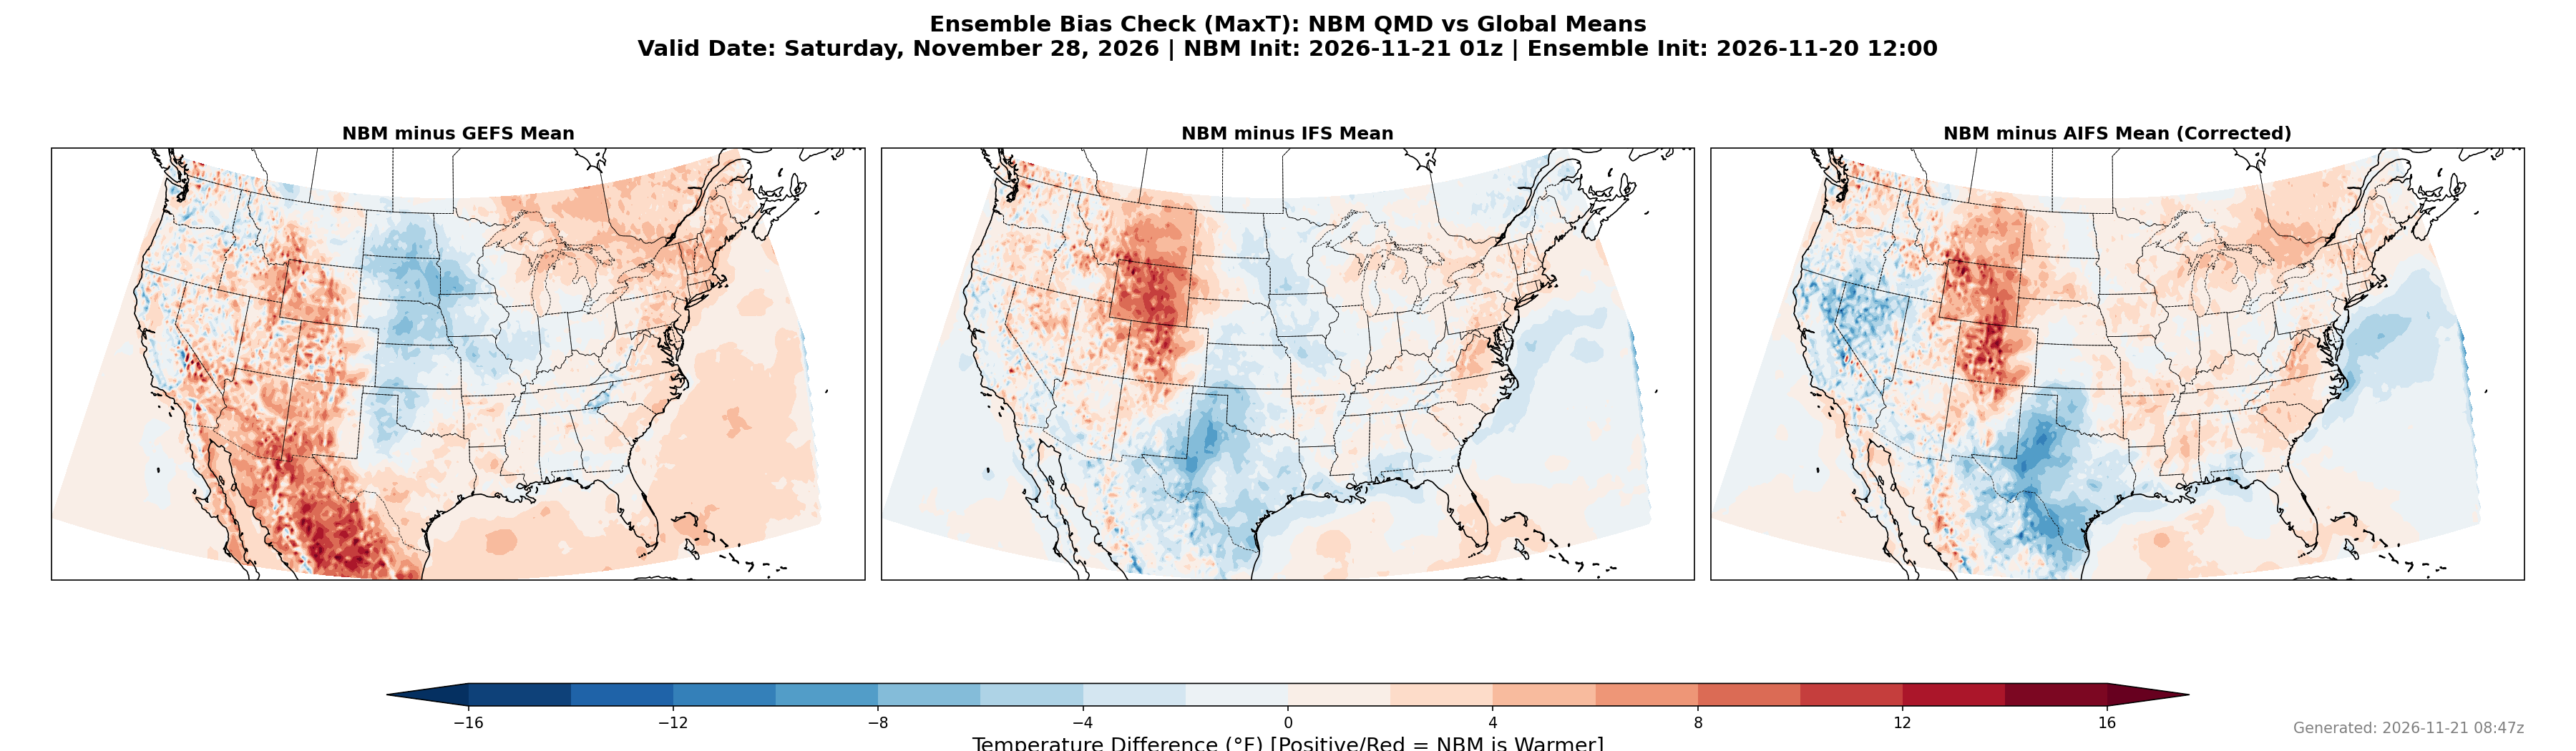 Ensemble Bias Check (MaxT): NBM QMD vs Global Means
Valid Date: Saturday, November 28, 2026 | NBM Init: 2026-11-21 01z | Ensemble Init: 2026-11-20 12:00
NBM minus GEFS Mean
NBM minus IFS Mean
NBM minus AIFS Mean (Corrected)
−16 −12 −8 −4 0 4 8 12 16
Generated: 2026-11-21 08:47z
Temperature Difference (°F) [Positive/Red = NBM is Warmer]